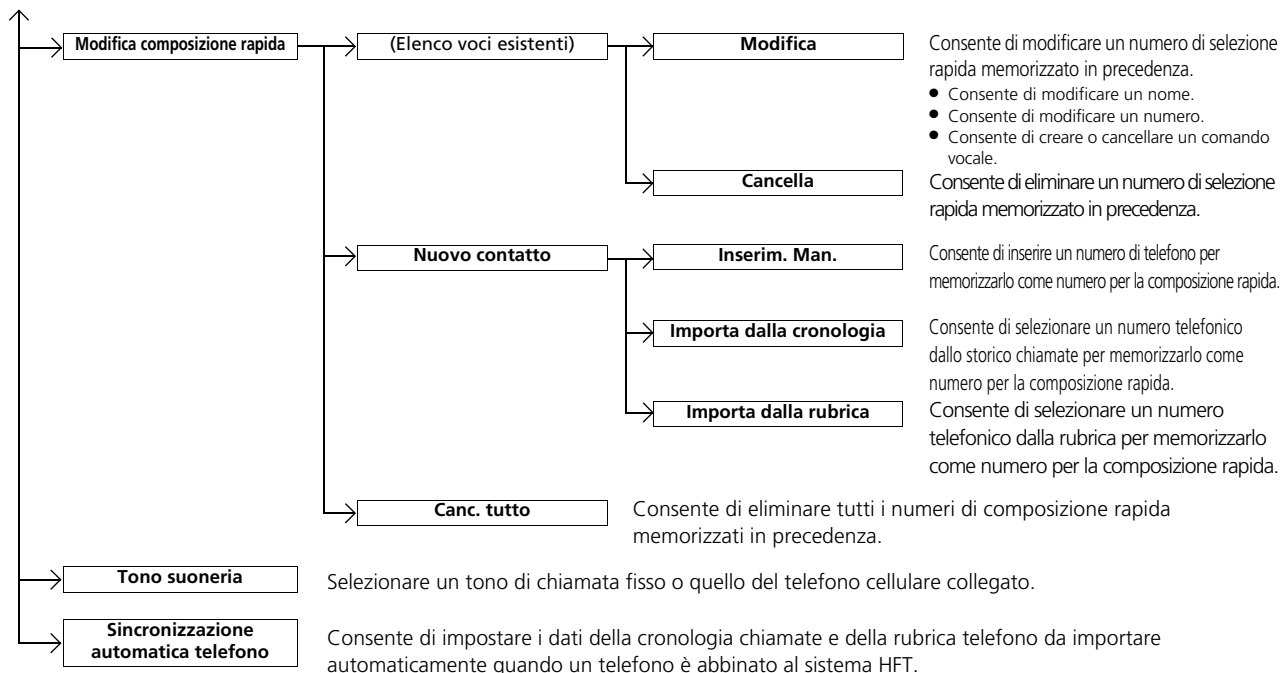 Modifica composizione rapida
(Elenco voci esistenti)
Modifica
Consente di modificare un numero di selezione
rapida memorizzato in precedenza.
● Consente di modificare un nome.
● Consente di modificare un numero.
● Consente di creare o cancellare un comando
vocale.
Cancella
Consente di eliminare un numero di selezione
rapida memorizzato in precedenza.
Nuovo contatto
Inserim. Man.
Consente di inserire un numero di telefono per
memorizzarlo come numero per la composizione rapida.
Importa dalla cronologia
Consente di selezionare un numero telefonico
dallo storico chiamate per memorizzarlo come
numero per la composizione rapida.
Importa dalla rubrica
Consente di selezionare un numero
telefonico dalla rubrica per memorizzarlo
come numero per la composizione rapida.
Canc. tutto
Consente di eliminare tutti i numeri di composizione rapida
memorizzati in precedenza.
Tono suoneria
Selezionare un tono di chiamata fisso o quello del telefono cellulare collegato.
Sincronizzazione
automatica telefono
Consente di impostare i dati della cronologia chiamate e della rubrica telefono da importare
automaticamente quando un telefono è abbinato al sistema HFT.